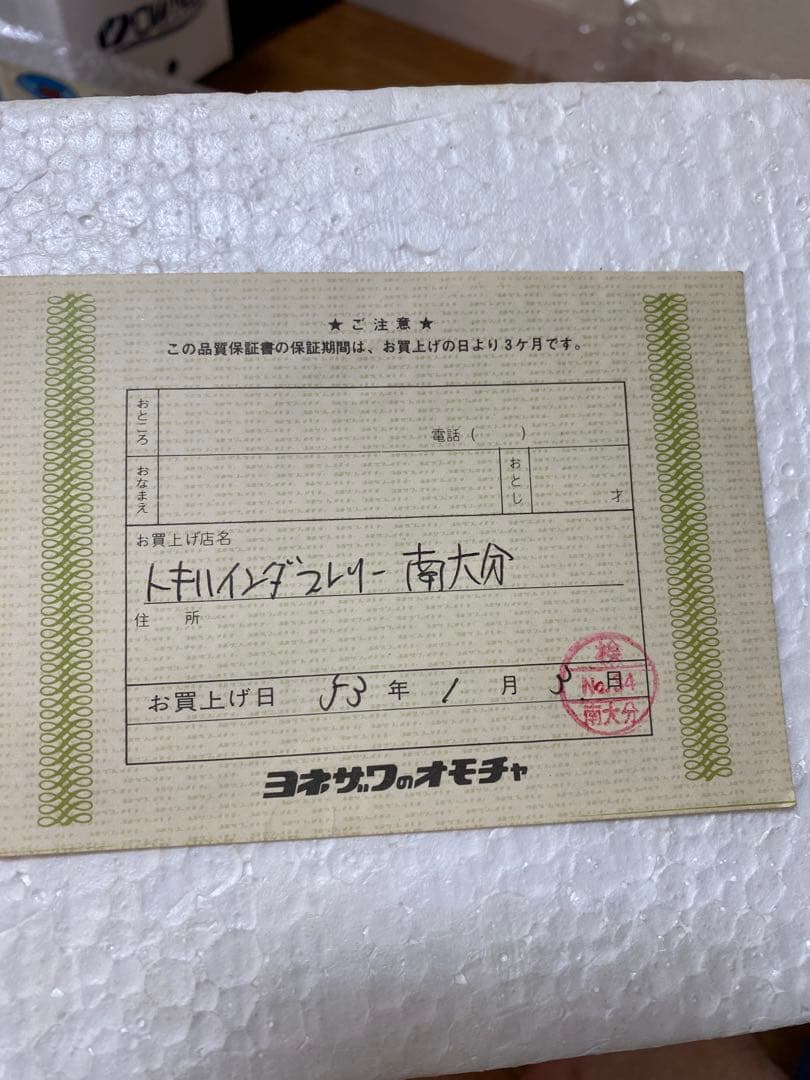 ★ご注意★
この品質保証書の保証期間は、お買上げの日より3ケ月です。
おところ
電話( )
おなまえ
おとし
才
お買上げ店名
トキハインダストリー 南大分
住 所
お買上げ日 53年 1月 3日
検
南大分
ヨネザワのオモチャ